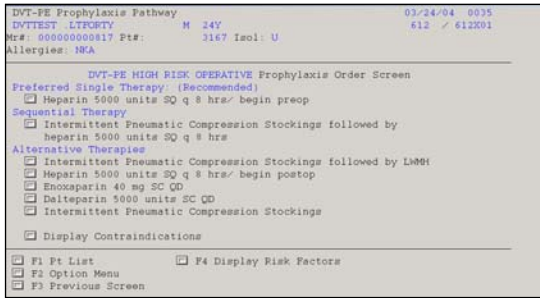 DVT-PE Prophylaxis Pathway 03/24/04 0035
DVTTEST .LTFORTY M 24Y 612 / 612X01
Mr#: 000000000817 Pt#: 3167 Isol: U
Allergies: NKA
DVT-PE HIGH RISK OPERATIVE Prophylaxis Order Screen
Preferred Single Therapy: (Recommended)
Heparin 5000 units SQ q 8 hrs/ begin preop
Sequential Therapy
Intermittent Pneumatic Compression Stockings followed by
heparin 5000 units SQ q 8 hrs
Alternative Therapies
Intermittent Pneumatic Compression Stockings followed by LWMH
Heparin 5000 units SQ q 8 hrs/ begin postop
Enoxaparin 40 mg SC QD
Dalteparin 5000 units SC QD
Intermittent Pneumatic Compression Stockings
Display Contraindications
F1 Pt List F4 Display Risk Factors
F2 Option Menu
F3 Previous Screen